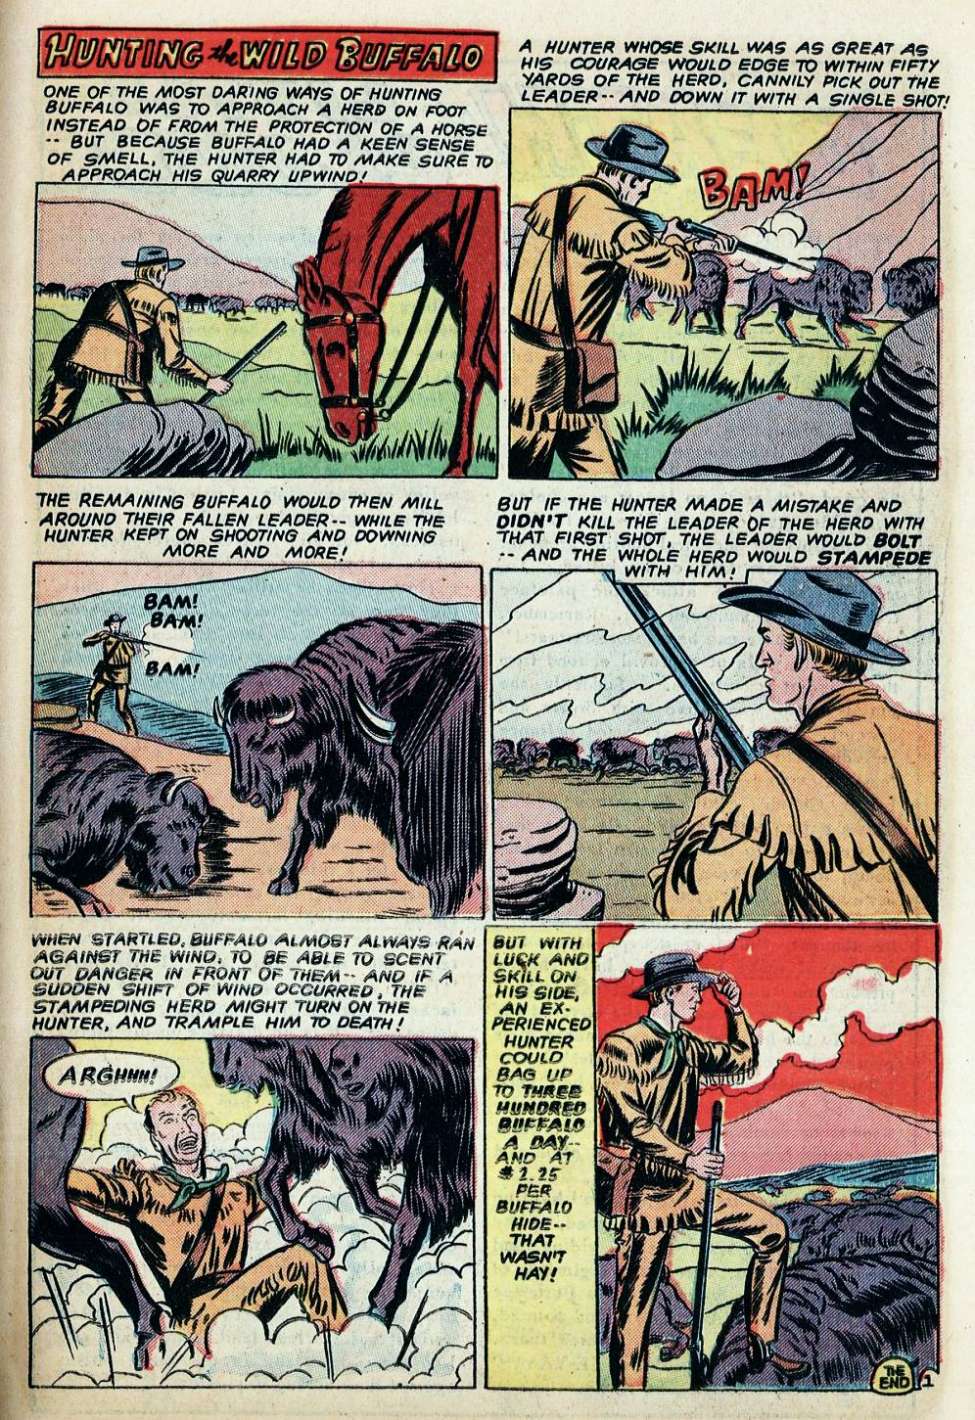 HUNTING the WILD BUFFALO
ONE OF THE MOST DARING WAYS OF HUNTING
BUFFALO WAS TO APPROACH A HERD ON FOOT
INSTEAD OF FROM THE PROTECTION OF A HORSE
-- BUT BECAUSE BUFFALO HAD A KEEN SENSE
OF SMELL, THE HUNTER HAD TO MAKE SURE TO
APPROACH HIS QUARRY UPWIND!
A HUNTER WHOSE SKILL WAS AS GREAT AS
HIS COURAGE WOULD EDGE TO WITHIN FIFTY
YARDS OF THE HERD, CANNILY PICK OUT THE
LEADER -- AND DOWN IT WITH A SINGLE SHOT!
BAM!
THE REMAINING BUFFALO WOULD THEN MILL
AROUND THEIR FALLEN LEADER -- WHILE THE
HUNTER KEPT ON SHOOTING AND DOWNING
MORE AND MORE!
BAM!
BAM!
BAM!
BUT IF THE HUNTER MADE A MISTAKE AND
DIDN'T KILL THE LEADER OF THE HERD WITH
THAT FIRST SHOT, THE LEADER WOULD BOLT
-- AND THE WHOLE HERD WOULD STAMPEDE
WITH HIM!
WHEN STARTLED, BUFFALO ALMOST ALWAYS RAN
AGAINST THE WIND, TO BE ABLE TO SCENT
OUT DANGER IN FRONT OF THEM -- AND IF A
SUDDEN SHIFT OF WIND OCCURRED, THE
STAMPEDING HERD MIGHT TURN ON THE
HUNTER, AND TRAMPLE HIM TO DEATH!
ARGHHH!
BUT WITH
LUCK AND
SKILL ON
HIS SIDE,
AN EX-
PERIENCED
HUNTER
COULD
BAG UP
TO THREE
HUNDRED
BUFFALO
A DAY--
AND AT
$2.25
PER
BUFFALO
HIDE--
THAT
WASN'T
HAY!
THE
END
1